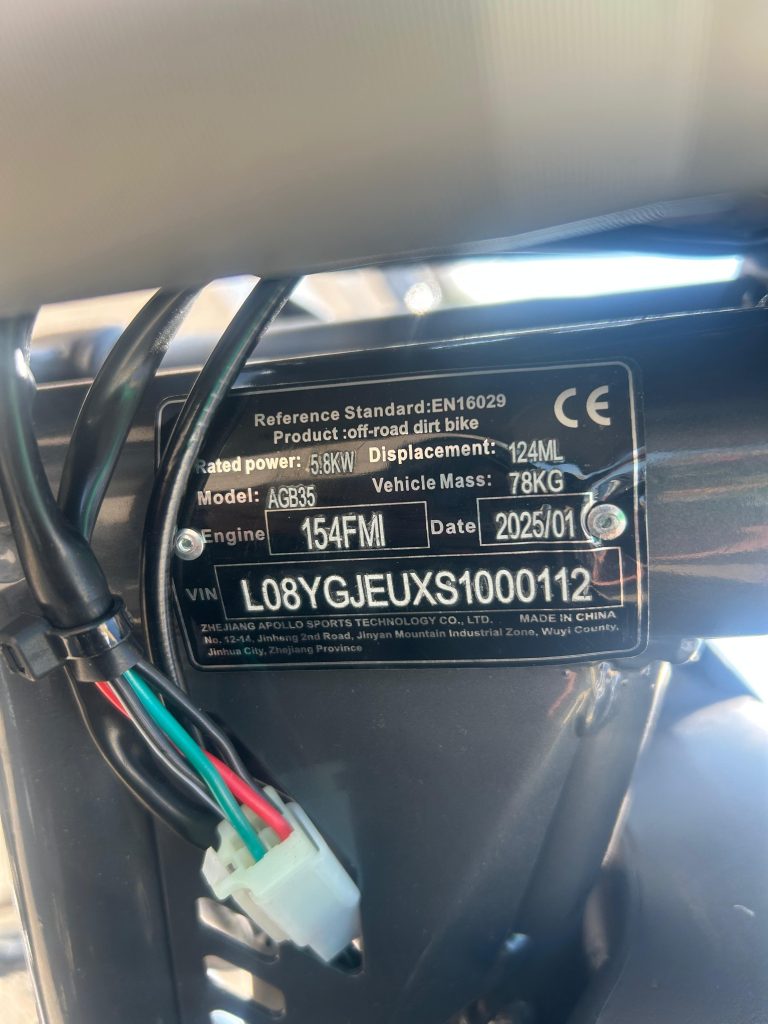 Reference Standard:EN16029
CE
Product :off-road dirt bike
Rated power: 5.8KW Displacement: 124ML
Model: AGB35 Vehicle Mass: 78KG
Engine 154FMI Date 2025/01
VIN L08YGJEUXS1000112
ZHEJIANG APOLLO SPORTS TECHNOLOGY CO., LTD. MADE IN CHINA
No. 12-14, Jinheng 2nd Road, Jinyan Mountain Industrial Zone, Wuyi County,
Jinhua City, Zhejiang Province